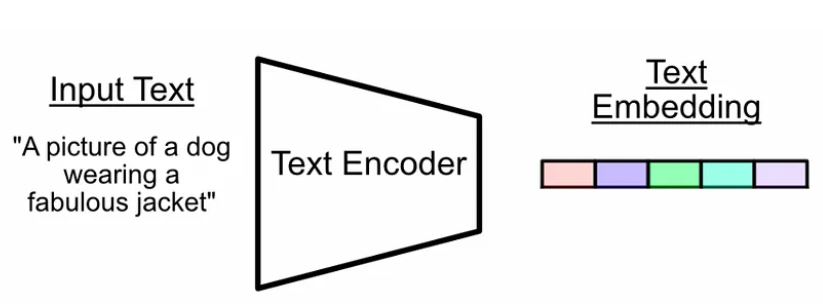 Input Text
"A picture of a dog
wearing a
fabulous jacket"
Text Encoder
Text
Embedding